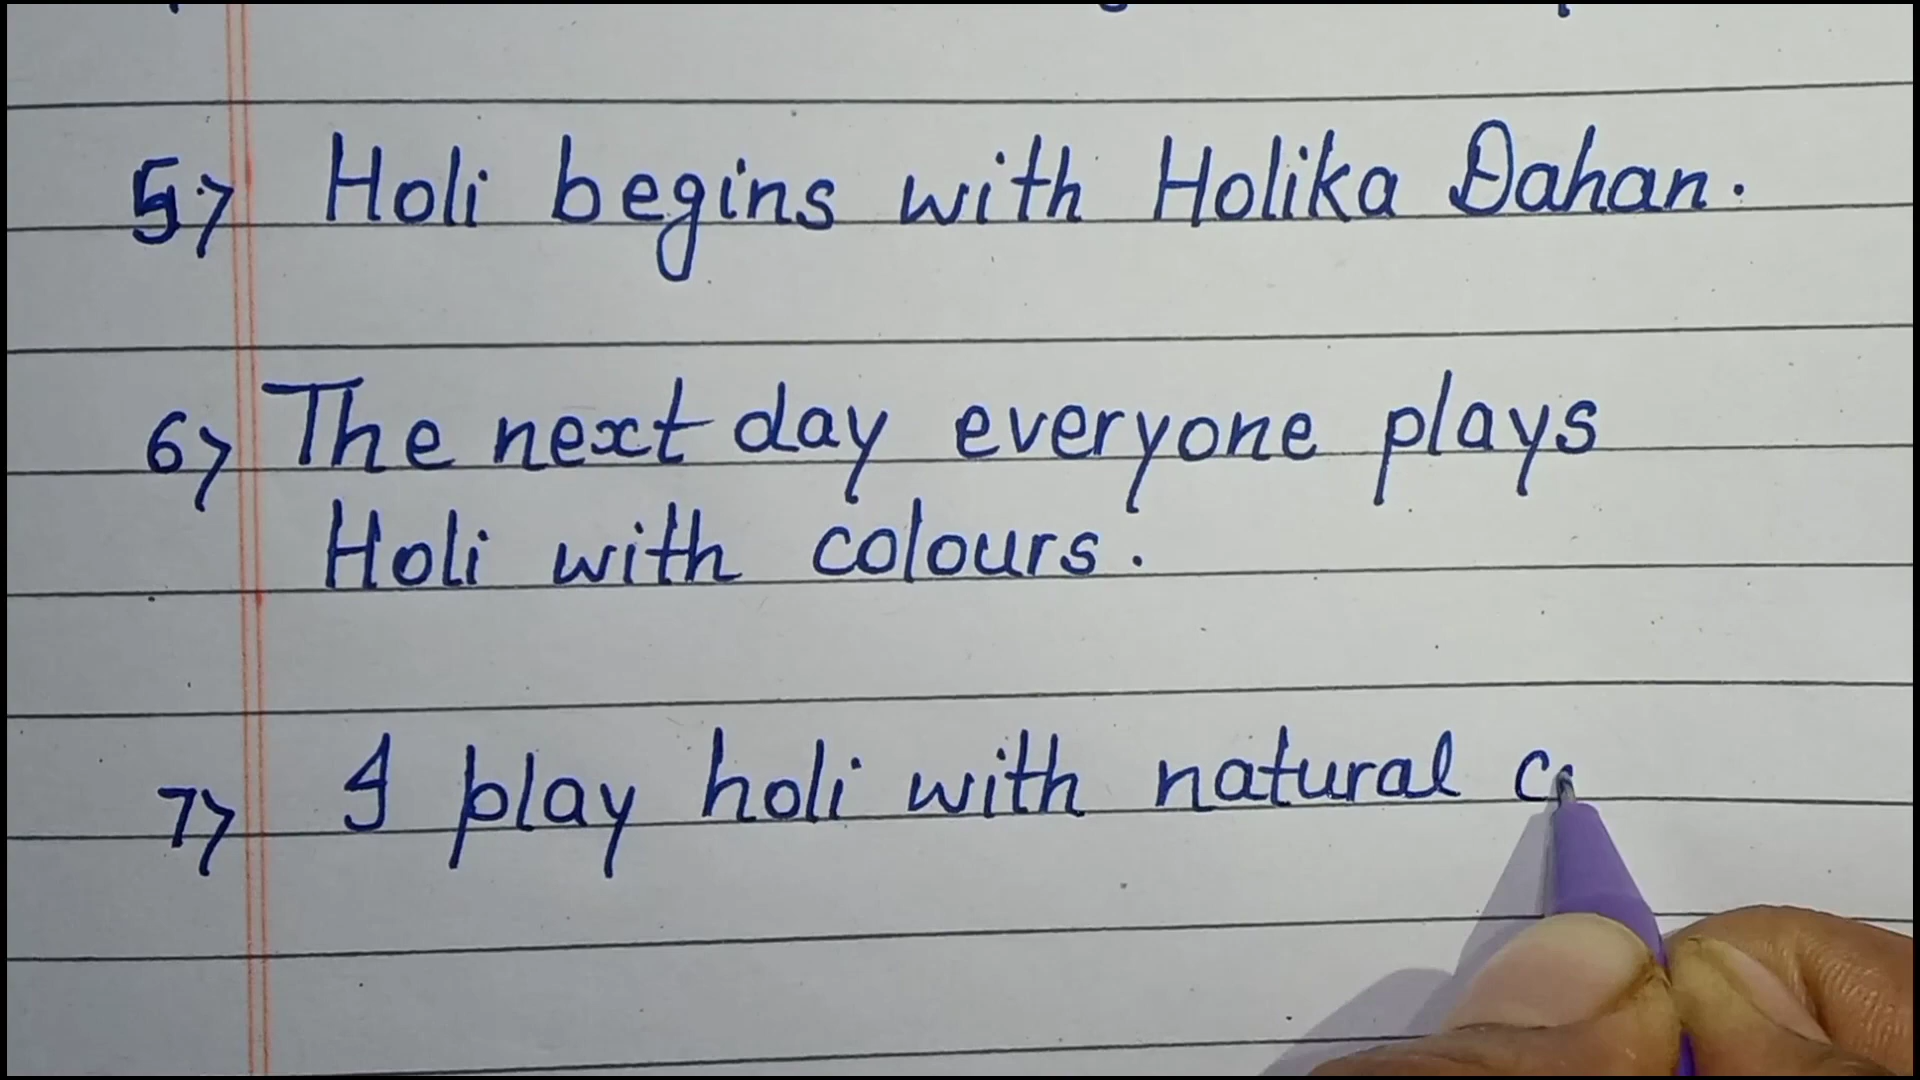 5> Holi begins with Holika Dahan.
6> The next day everyone plays
Holi with colours.
7> I play holi with natural